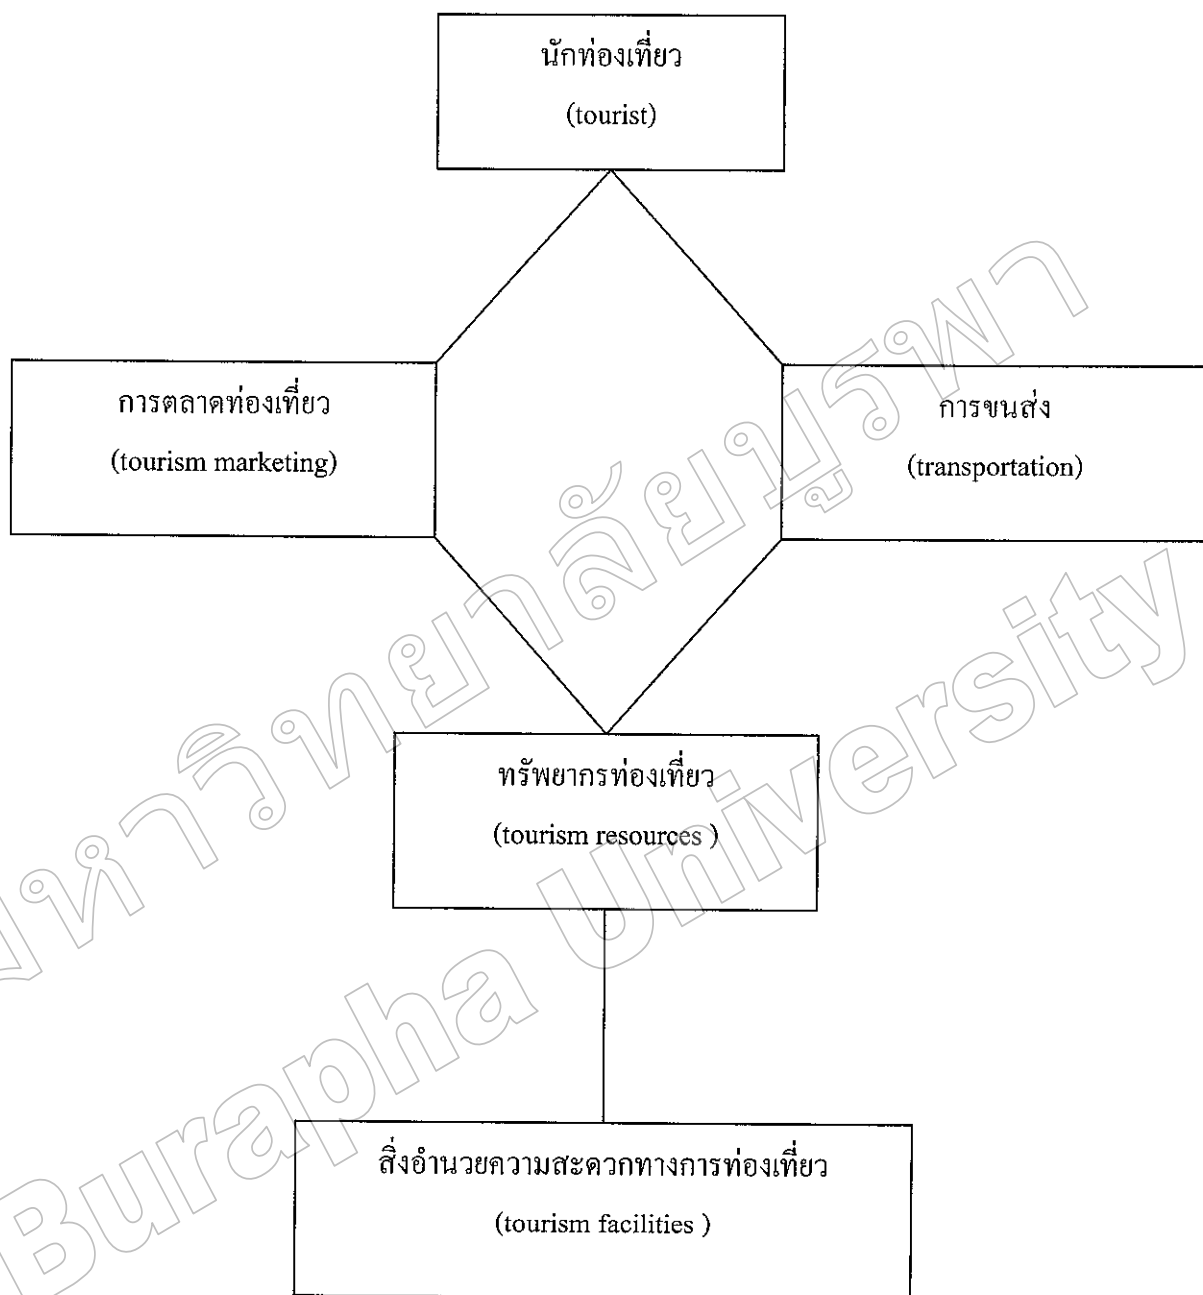 นักท่องเที่ยว
(tourist)
การตลาดท่องเที่ยว
(tourism marketing)
การขนส่ง
(transportation)
ทรัพยากรท่องเที่ยว
(tourism resources )
สิ่งอำนวยความสะดวกทางการท่องเที่ยว
(tourism facilities )
มหาวิทยาลัยบูรพา
Burapha University